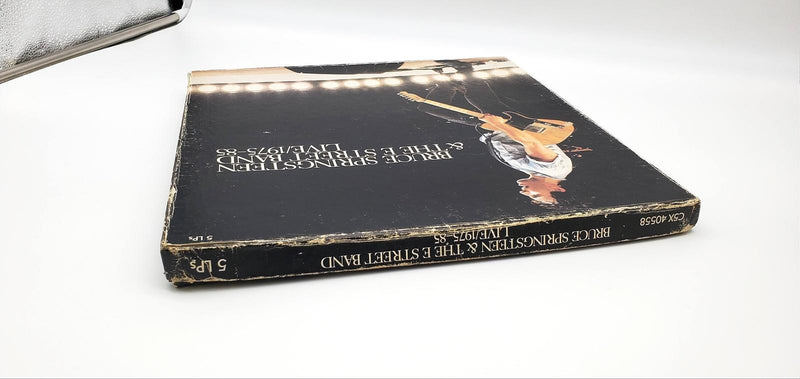 BRUCE SPRINGSTEEN
& THE E STREET BAND
LIVE/1975-85
5 LPs
C5X 40558
BRUCE SPRINGSTEEN & THE E STREET BAND
LIVE/1975-85
5 LPs